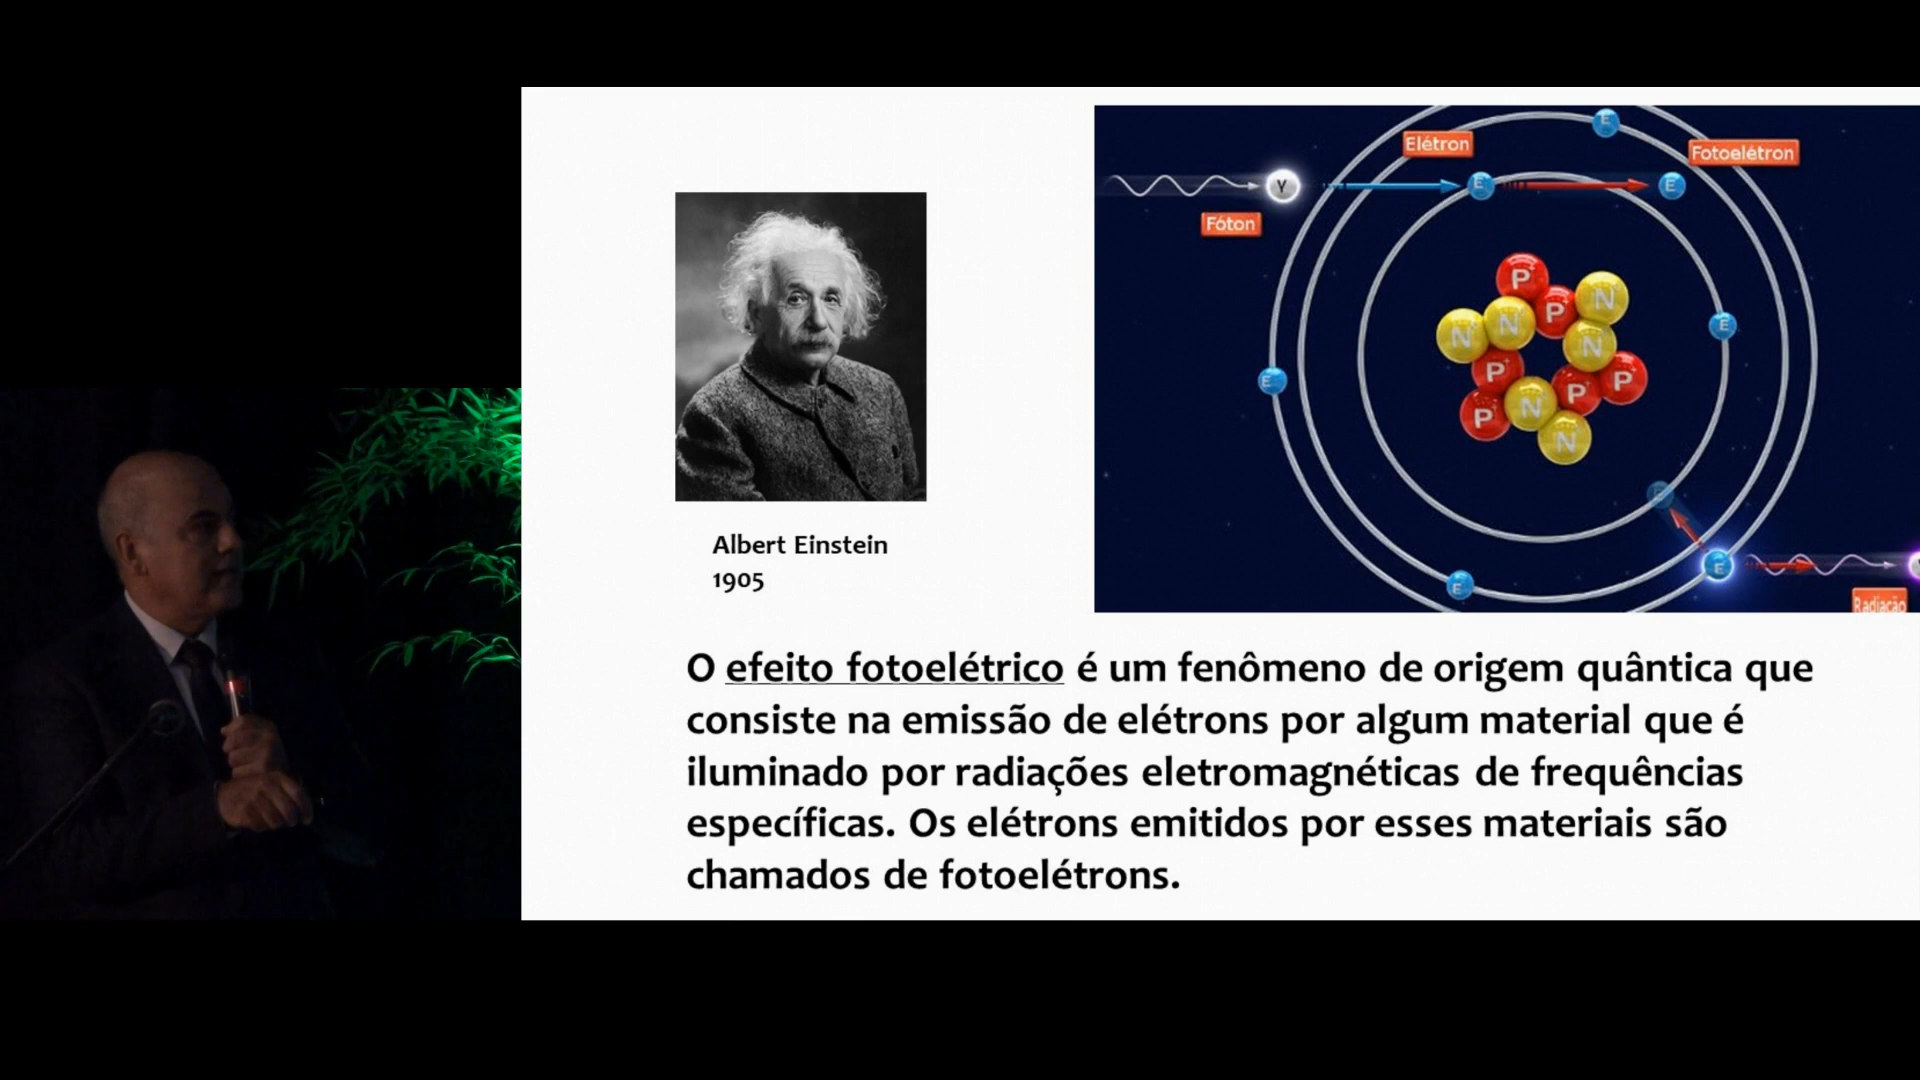 Elétron
Fotoelétron
Y
E
E
E
Fóton
P
P
N
N
N
N
E
E
P
P
P
N
P
N
E
E
E
Radiação
Albert Einstein
1905
O efeito fotoelétrico é um fenômeno de origem quântica que
consiste na emissão de elétrons por algum material que é
iluminado por radiações eletromagnéticas de frequências
específicas. Os elétrons emitidos por esses materiais são
chamados de fotoelétrons.